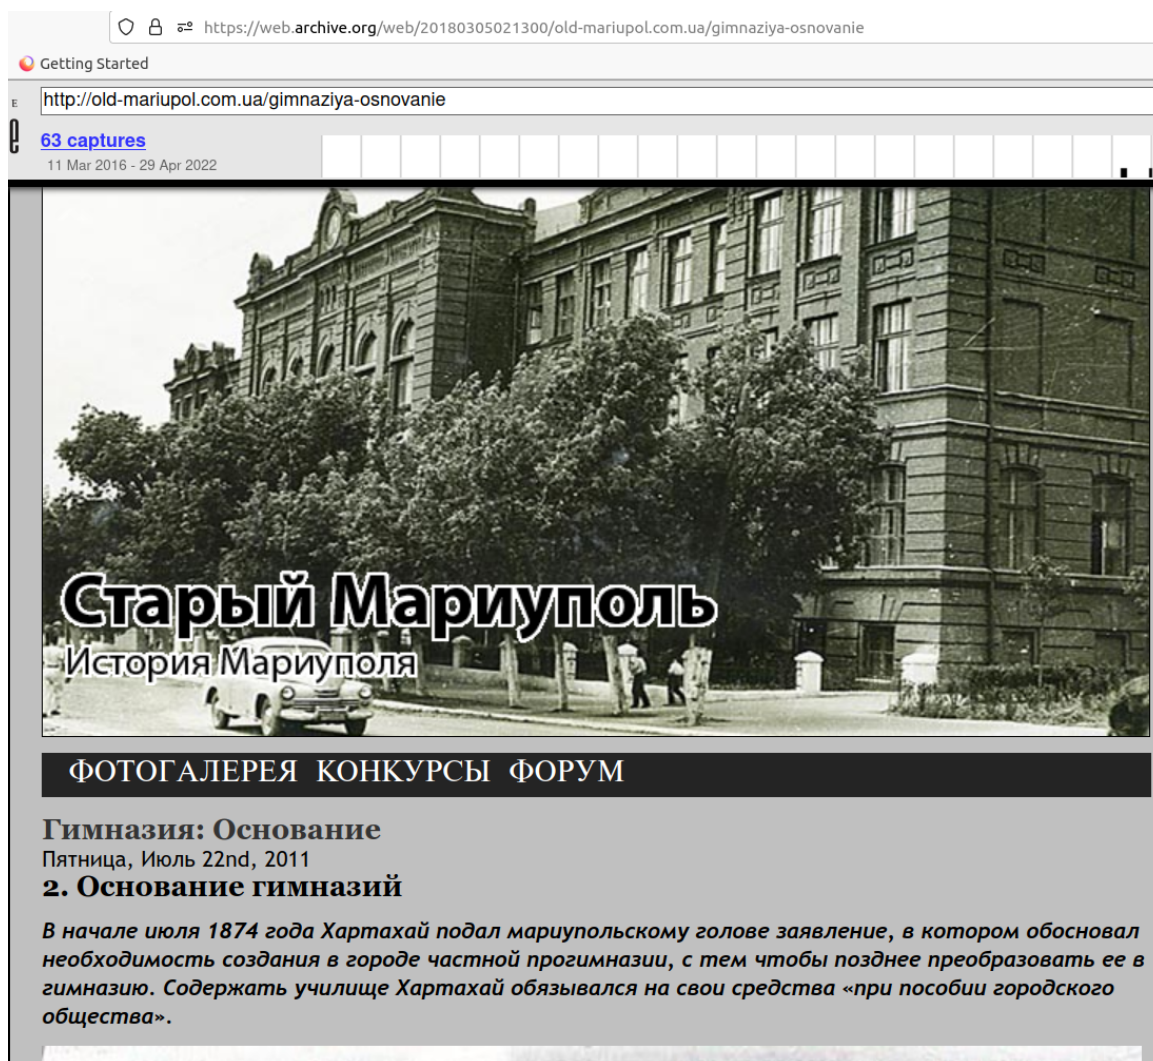 https://web.archive.org/web/20180305021300/old-mariupol.com.ua/gimnaziya-osnovanie
Getting Started
E
http://old-mariupol.com.ua/gimnaziya-osnovanie
e
63 captures
11 Mar 2016 - 29 Apr 2022
Старый Мариуполь
История Мариуполя
ФОТОГАЛЕРЕЯ КОНКУРСЫ ФОРУМ
Гимназия: Основание
Пятница, Июль 22nd, 2011
2. Основание гимназий
В начале июля 1874 года Хартахай подал мариупольскому голове заявление, в котором обосновал
необходимость создания в городе частной прогимназии, с тем чтобы позднее преобразовать ее в
гимназию. Содержать училище Хартахай обязывался на свои средства «при пособии городского
общества».